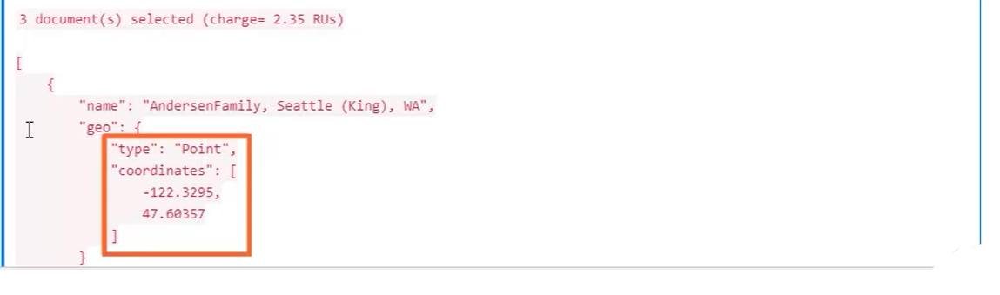 3 document(s) selected (charge= 2.35 RUs)
[
{
"name": "AndersenFamily, Seattle (King), WA",
"geo": {
"type": "Point",
"coordinates": [
-122.3295,
47.60357
]
}